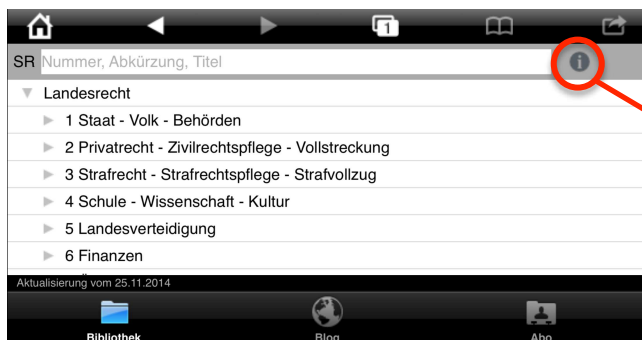 1
SR Nummer, Abkürzung, Titel
Landesrecht
1 Staat - Volk - Behörden
2 Privatrecht - Zivilrechtspflege - Vollstreckung
3 Strafrecht - Strafrechtspflege - Strafvollzug
4 Schule - Wissenschaft - Kultur
5 Landesverteidigung
6 Finanzen
Aktualisierung vom 25.11.2014
Bibliothek Blog Abo